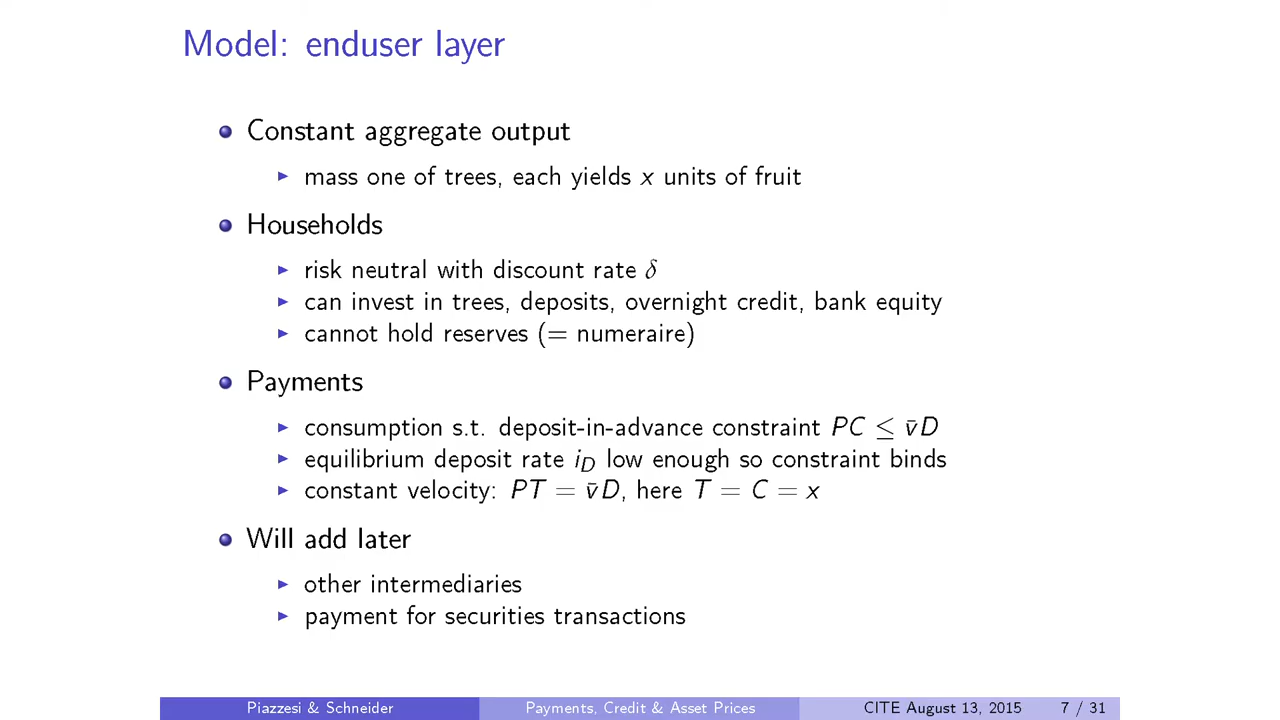 Model: enduser layer
Constant aggregate output
mass one of trees, each yields x units of fruit
Households
risk neutral with discount rate δ
can invest in trees, deposits, overnight credit, bank equity
cannot hold reserves (= numeraire)
Payments
consumption s.t. deposit-in-advance constraint PC ≤ v̄D
equilibrium deposit rate i_D low enough so constraint binds
constant velocity: PT = v̄D, here T = C = x
Will add later
other intermediaries
payment for securities transactions
Piazzesi & Schneider Payments, Credit & Asset Prices CITE August 13, 2015 7 / 31